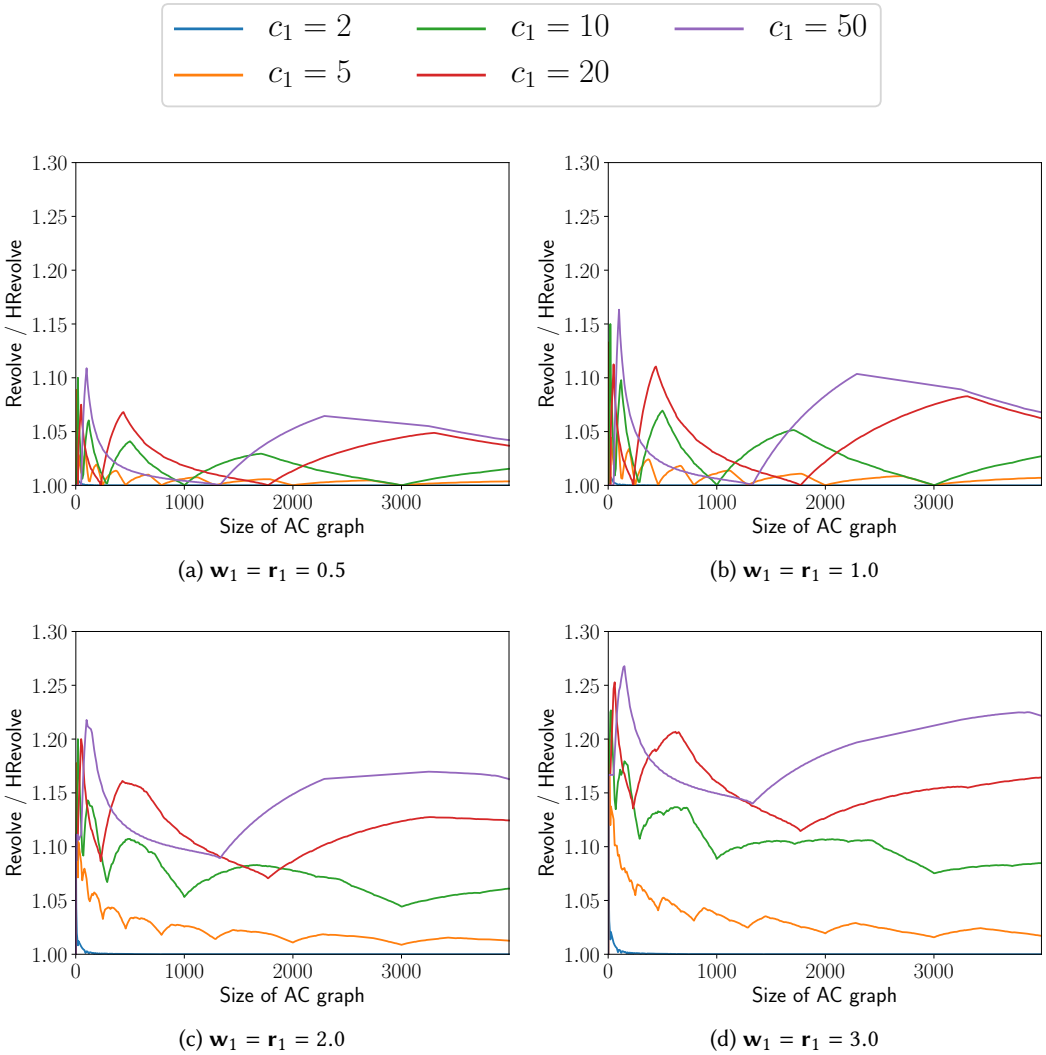 c₁ = 2 c₁ = 10 c₁ = 50
c₁ = 5 c₁ = 20
1.30
1.25
1.20
1.15
1.10
1.05
1.00
Revolve / HRevolve
0 1000 2000 3000
Size of AC graph
(a) w₁ = r₁ = 0.5
1.30
1.25
1.20
1.15
1.10
1.05
1.00
Revolve / HRevolve
0 1000 2000 3000
Size of AC graph
(b) w₁ = r₁ = 1.0
1.30
1.25
1.20
1.15
1.10
1.05
1.00
Revolve / HRevolve
0 1000 2000 3000
Size of AC graph
(c) w₁ = r₁ = 2.0
1.30
1.25
1.20
1.15
1.10
1.05
1.00
Revolve / HRevolve
0 1000 2000 3000
Size of AC graph
(d) w₁ = r₁ = 3.0